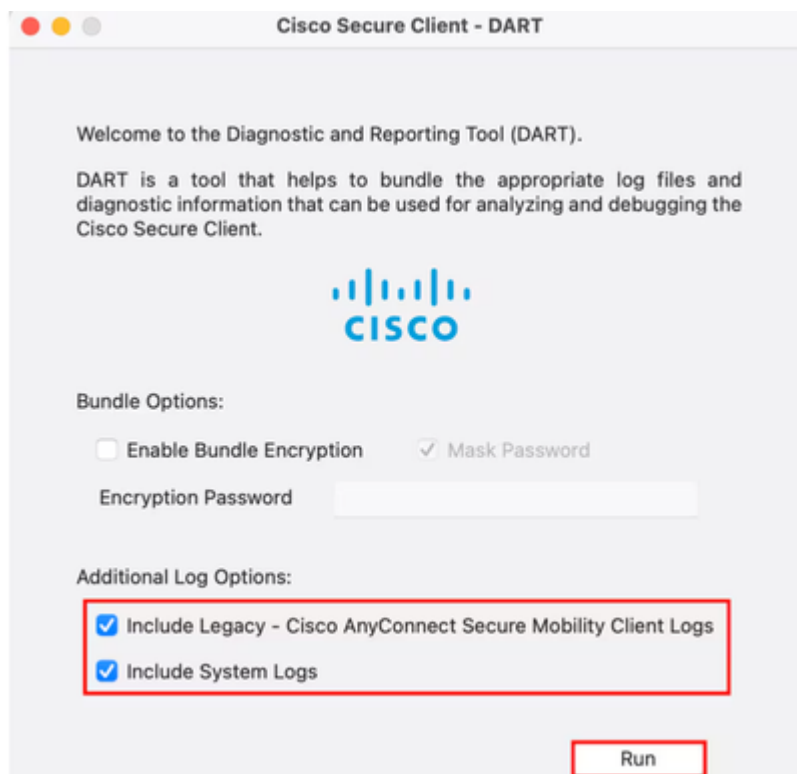 Cisco Secure Client - DART
Welcome to the Diagnostic and Reporting Tool (DART).
DART is a tool that helps to bundle the appropriate log files and
diagnostic information that can be used for analyzing and debugging the
Cisco Secure Client.
CISCO
Bundle Options:
Enable Bundle Encryption Mask Password
Encryption Password
Additional Log Options:
Include Legacy - Cisco AnyConnect Secure Mobility Client Logs
Include System Logs
Run